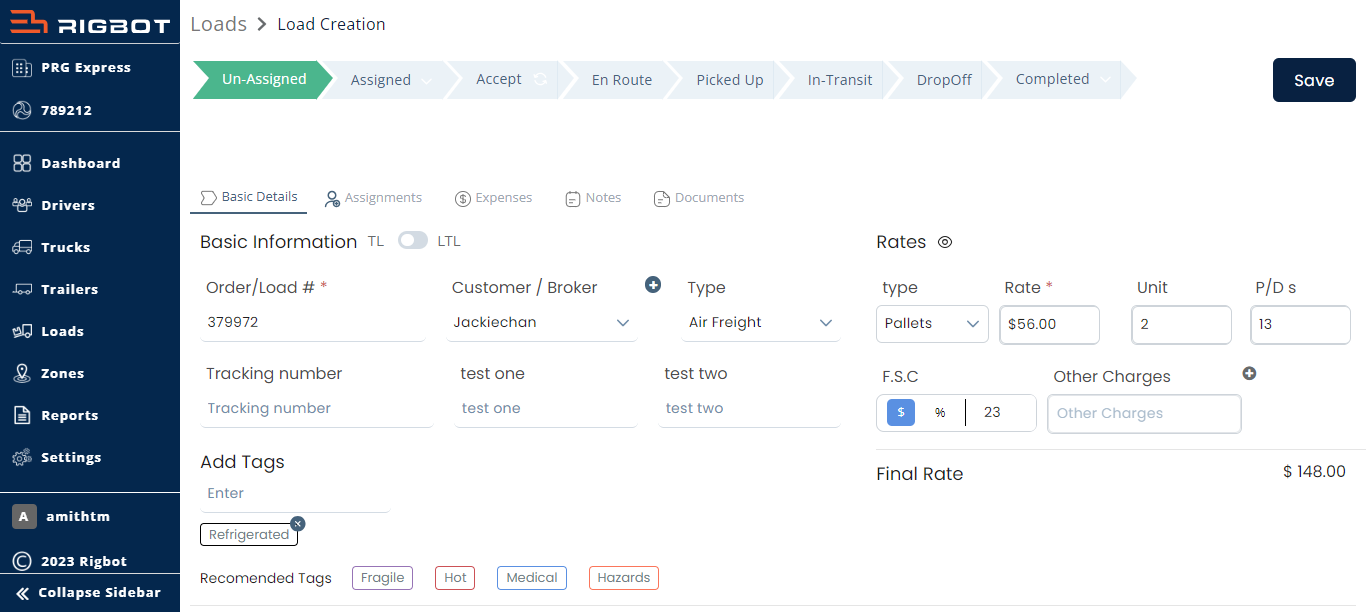 RIGBOT
PRG Express
789212
Dashboard
Drivers
Trucks
Trailers
Loads
Zones
Reports
Settings
A amithtm
© 2023 Rigbot
Collapse Sidebar
Loads > Load Creation
Un-Assigned Assigned Accept En Route Picked Up In-Transit DropOff Completed
Save
Basic Details Assignments $ Expenses Notes Documents
Basic Information TL LTL
Order/Load # * Customer / Broker Type
379972 Jackiechan Air Freight
Tracking number test one test two
Tracking number test one test two
Add Tags
Enter
Refrigerated
Recomended Tags Fragile Hot Medical Hazards
Rates
type Rate * Unit P/D s
Pallets $56.00 2 13
F.S.C Other Charges
$ % 23 Other Charges
Final Rate $ 148.00